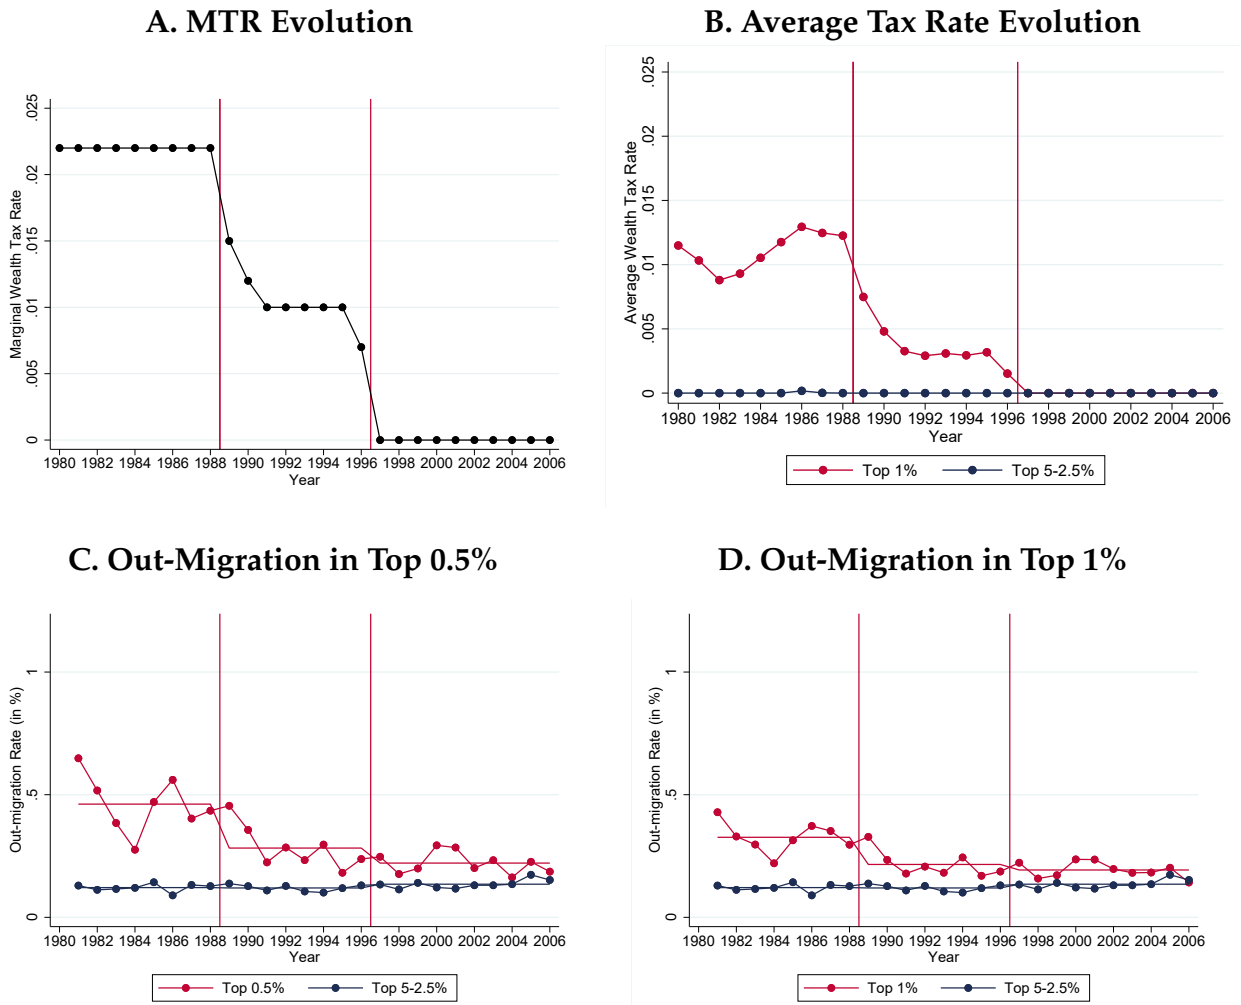 A. MTR Evolution
Marginal Wealth Tax Rate
.025
.02
.015
.01
.005
0
1980 1982 1984 1986 1988 1990 1992 1994 1996 1998 2000 2002 2004 2006
Year
B. Average Tax Rate Evolution
Average Wealth Tax Rate
.025
.02
.015
.01
.005
0
1980 1982 1984 1986 1988 1990 1992 1994 1996 1998 2000 2002 2004 2006
Year
Top 1% Top 5-2.5%
C. Out-Migration in Top 0.5%
Out-migration Rate (in %)
1
.5
0
1980 1982 1984 1986 1988 1990 1992 1994 1996 1998 2000 2002 2004 2006
Year
Top 0.5% Top 5-2.5%
D. Out-Migration in Top 1%
Out-migration Rate (in %)
1
.5
0
1980 1982 1984 1986 1988 1990 1992 1994 1996 1998 2000 2002 2004 2006
Year
Top 1% Top 5-2.5%